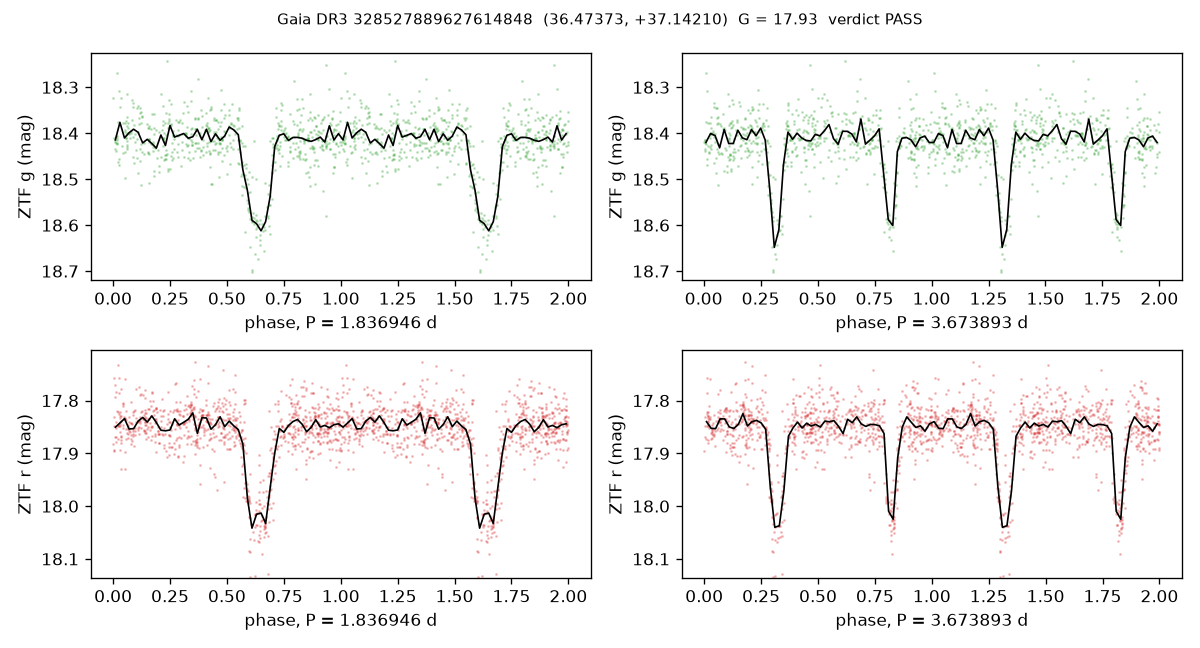 Gaia DR3 328527889627614848 (36.47373, +37.14210) G = 17.93 verdict PASS
ZTF g (mag)
18.3
18.4
18.5
18.6
18.7
0.00 0.25 0.50 0.75 1.00 1.25 1.50 1.75 2.00
phase, P = 1.836946 d
ZTF g (mag)
18.3
18.4
18.5
18.6
18.7
0.00 0.25 0.50 0.75 1.00 1.25 1.50 1.75 2.00
phase, P = 3.673893 d
ZTF r (mag)
17.8
17.9
18.0
18.1
0.00 0.25 0.50 0.75 1.00 1.25 1.50 1.75 2.00
phase, P = 1.836946 d
ZTF r (mag)
17.8
17.9
18.0
18.1
0.00 0.25 0.50 0.75 1.00 1.25 1.50 1.75 2.00
phase, P = 3.673893 d